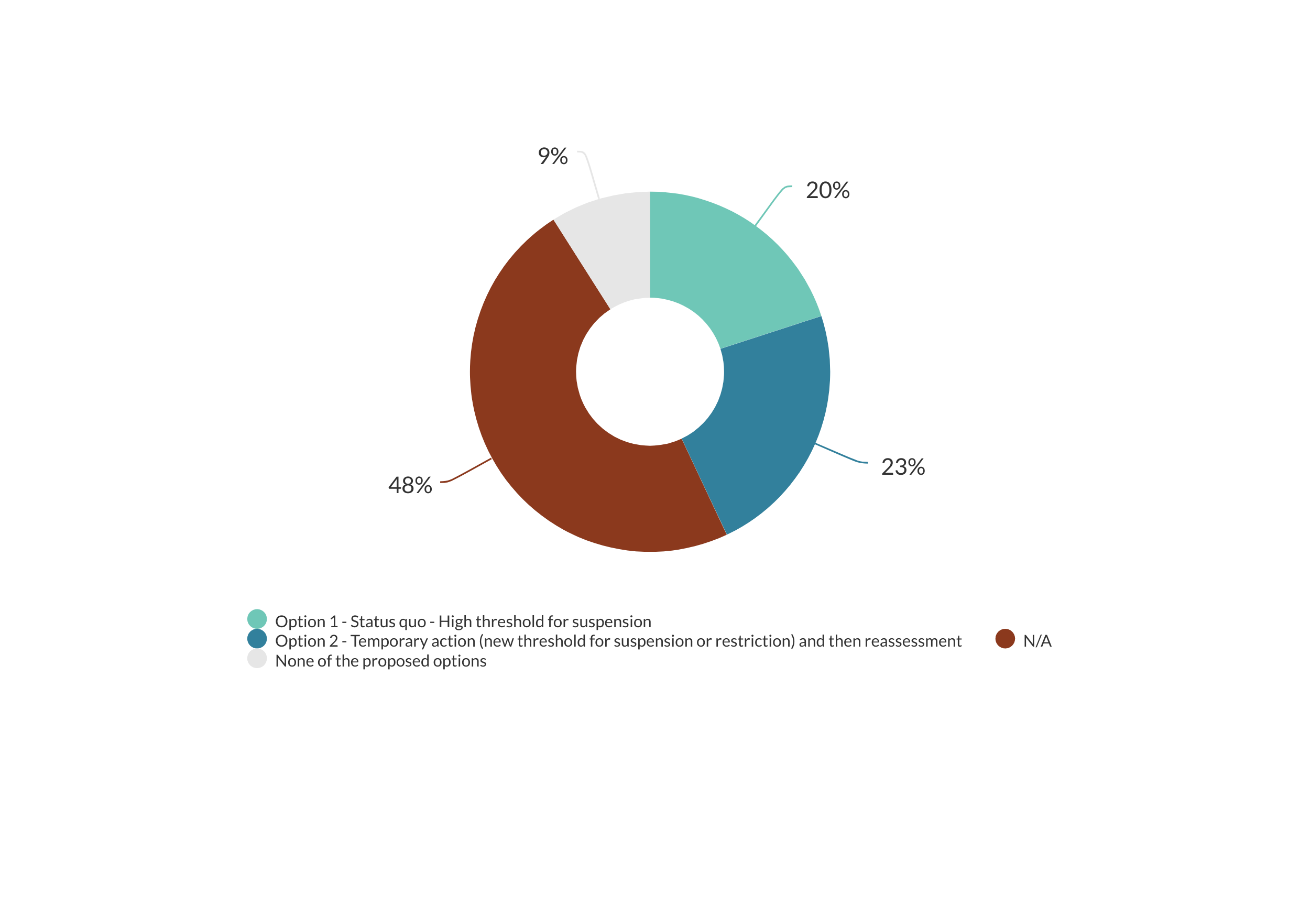 9%
20%
48%
23%
Option 1 - Status quo - High threshold for suspension
Option 2 - Temporary action (new threshold for suspension or restriction) and then reassessment
N/A
None of the proposed options